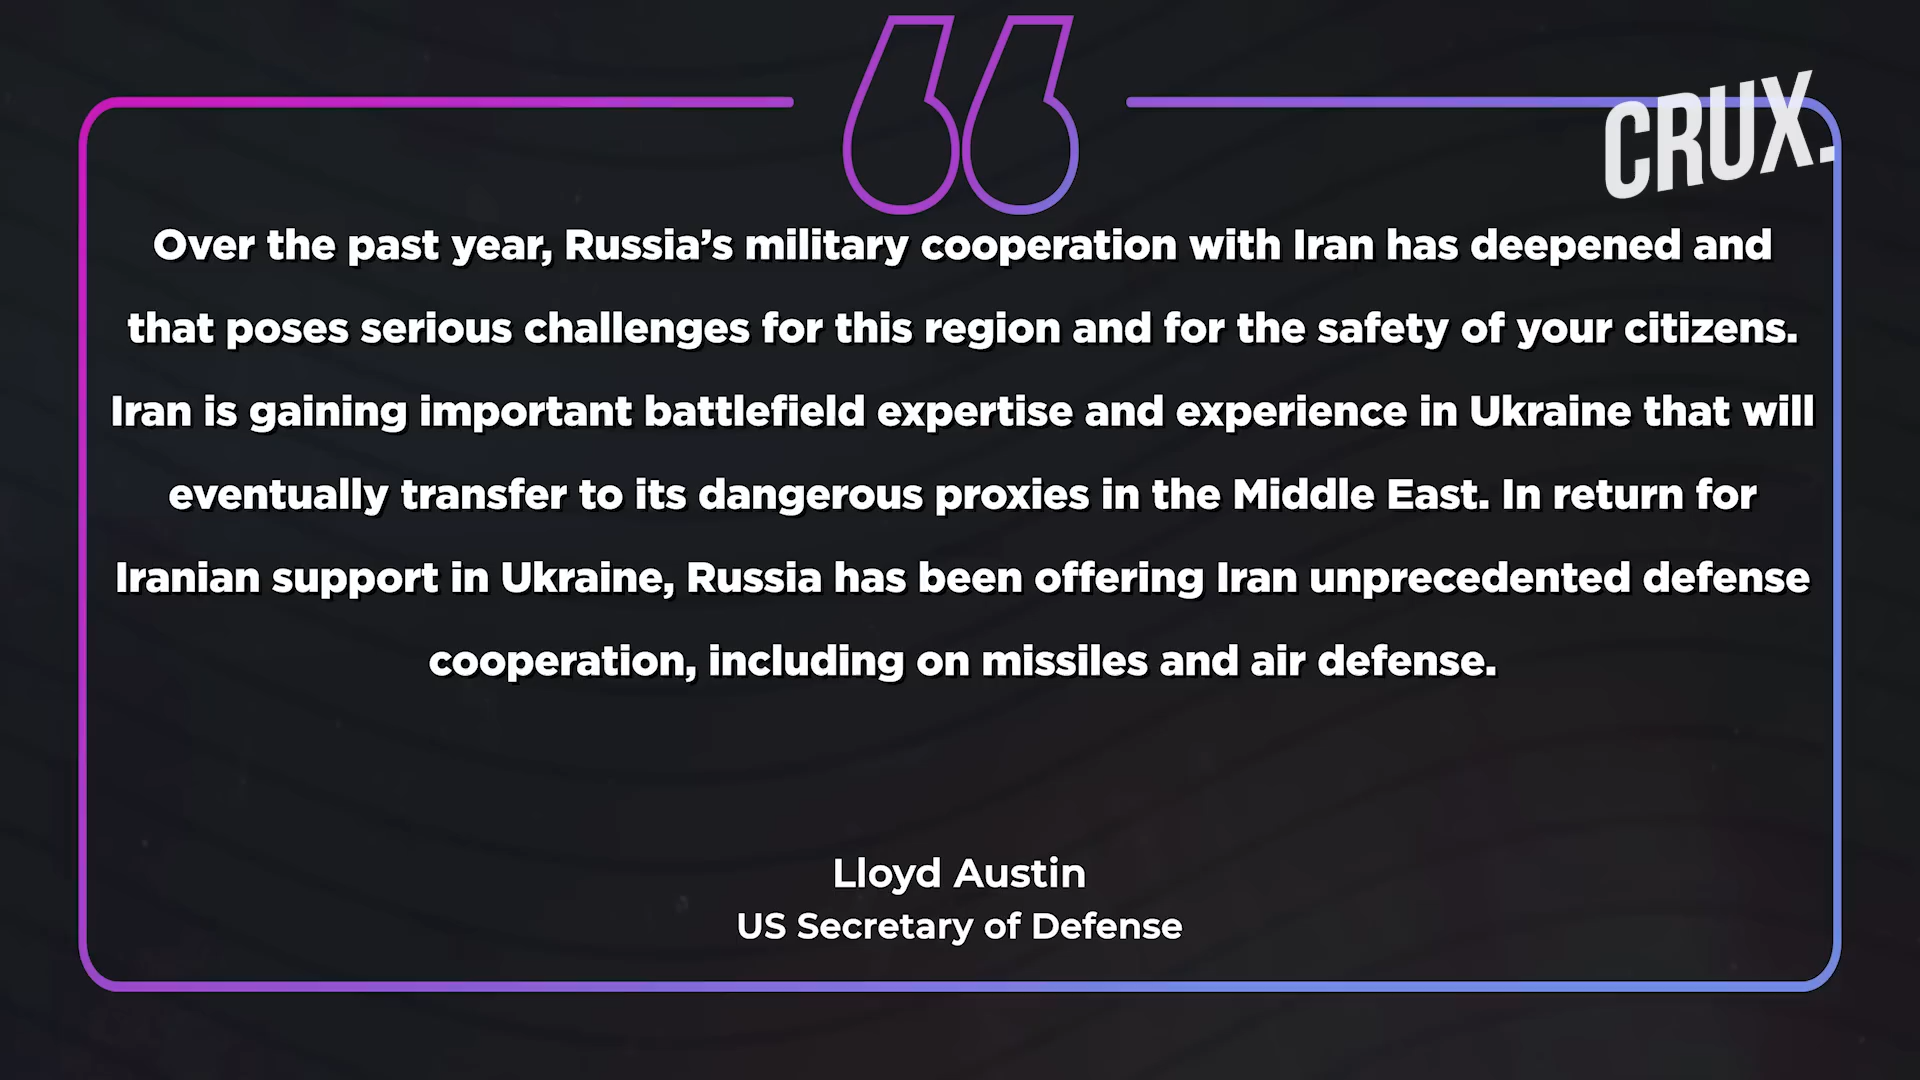 CRUX.
Over the past year, Russia’s military cooperation with Iran has deepened and
that poses serious challenges for this region and for the safety of your citizens.
Iran is gaining important battlefield expertise and experience in Ukraine that will
eventually transfer to its dangerous proxies in the Middle East. In return for
Iranian support in Ukraine, Russia has been offering Iran unprecedented defense
cooperation, including on missiles and air defense.
Lloyd Austin
US Secretary of Defense